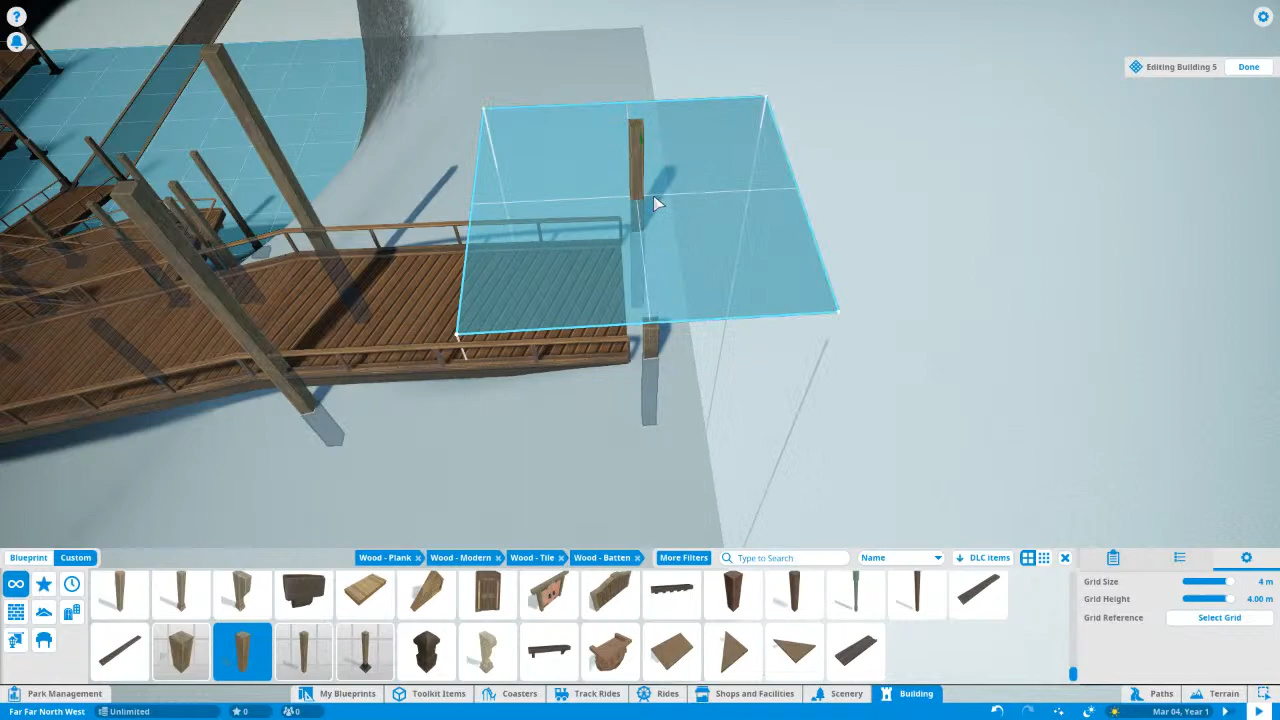 Editing Building 5
Done
Blueprint
Custom
Wood - Plank ×
Wood - Modern ×
Wood - Tile ×
Wood - Batten ×
More Filters
Type to Search
Name
DLC items
Grid Size
4 m
Grid Height
4.00 m
Grid Reference
Select Grid
Park Management
My Blueprints
Toolkit Items
Coasters
Track Rides
Rides
Shops and Facilities
Scenery
Building
Paths
Terrain
Far Far North West
Unlimited
0
0
Mar 04, Year 1